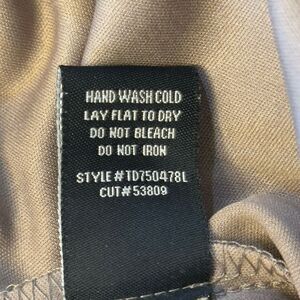 HAND WASH COLD
LAY FLAT TO DRY
DO NOT BLEACH
DO NOT IRON
STYLE #TD750478L
CUT#53809